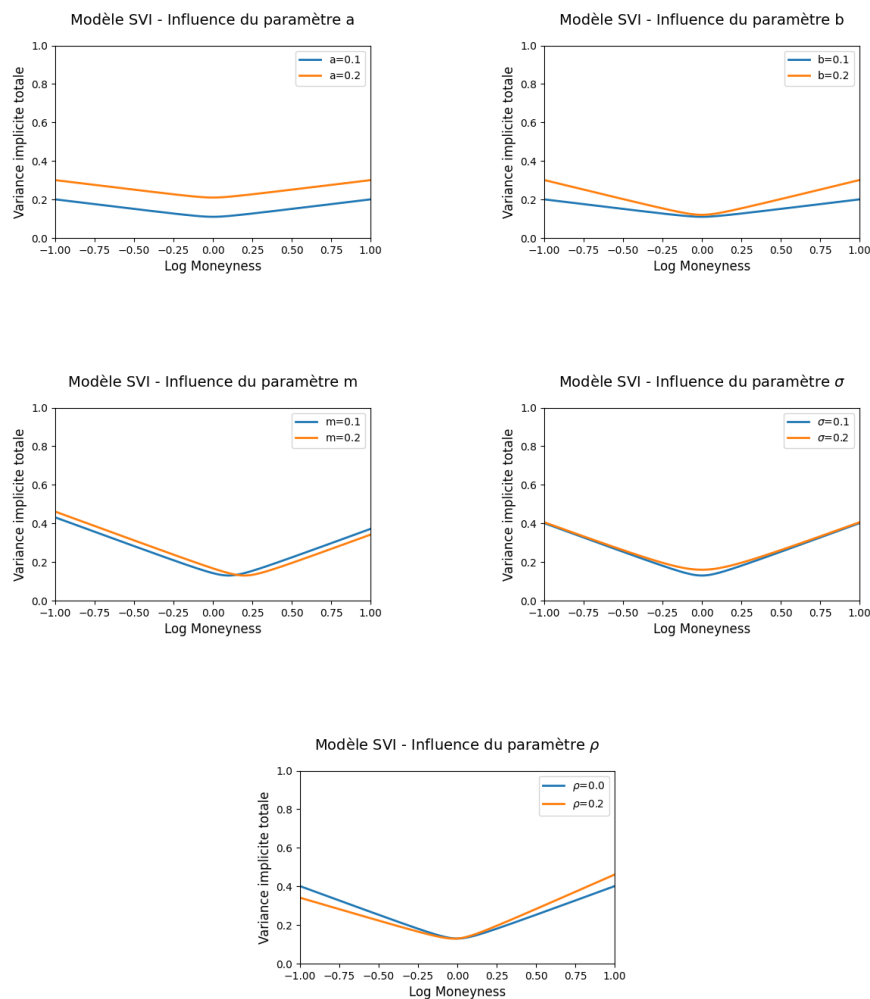 Modèle SVI - Influence du paramètre a
Variance implicite totale
1.0
0.8
0.6
0.4
0.2
0.0
a=0.1
a=0.2
−1.00 −0.75 −0.50 −0.25 0.00 0.25 0.50 0.75 1.00
Log Moneyness
Modèle SVI - Influence du paramètre b
Variance implicite totale
1.0
0.8
0.6
0.4
0.2
0.0
b=0.1
b=0.2
−1.00 −0.75 −0.50 −0.25 0.00 0.25 0.50 0.75 1.00
Log Moneyness
Modèle SVI - Influence du paramètre m
Variance implicite totale
1.0
0.8
0.6
0.4
0.2
0.0
m=0.1
m=0.2
−1.00 −0.75 −0.50 −0.25 0.00 0.25 0.50 0.75 1.00
Log Moneyness
Modèle SVI - Influence du paramètre σ
Variance implicite totale
1.0
0.8
0.6
0.4
0.2
0.0
σ=0.1
σ=0.2
−1.00 −0.75 −0.50 −0.25 0.00 0.25 0.50 0.75 1.00
Log Moneyness
Modèle SVI - Influence du paramètre ρ
Variance implicite totale
1.0
0.8
0.6
0.4
0.2
0.0
ρ=0.0
ρ=0.2
−1.00 −0.75 −0.50 −0.25 0.00 0.25 0.50 0.75 1.00
Log Moneyness